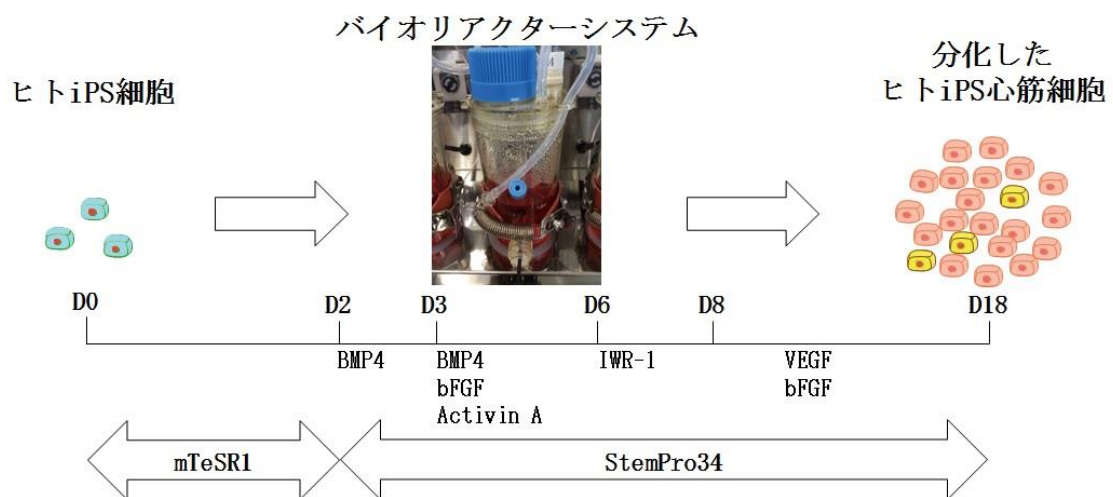 バイオリアクターシステム
ヒトiPS細胞
分化した
ヒトiPS心筋細胞
D0
D2
D3
D6
D8
D18
BMP4
BMP4
bFGF
Activin A
IWR-1
VEGF
bFGF
mTeSR1
StemPro34